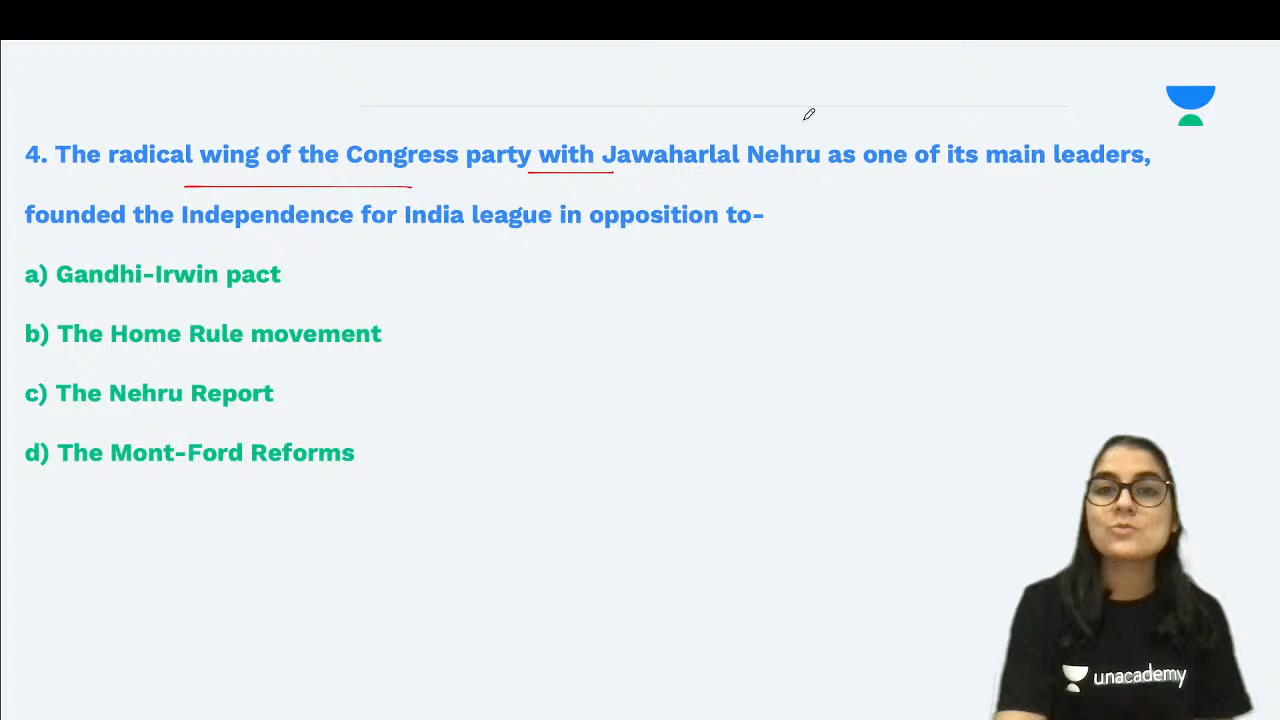 4. The radical wing of the Congress party with Jawaharlal Nehru as one of its main leaders,
founded the Independence for India league in opposition to-
a) Gandhi-Irwin pact
b) The Home Rule movement
c) The Nehru Report
d) The Mont-Ford Reforms
unacademy